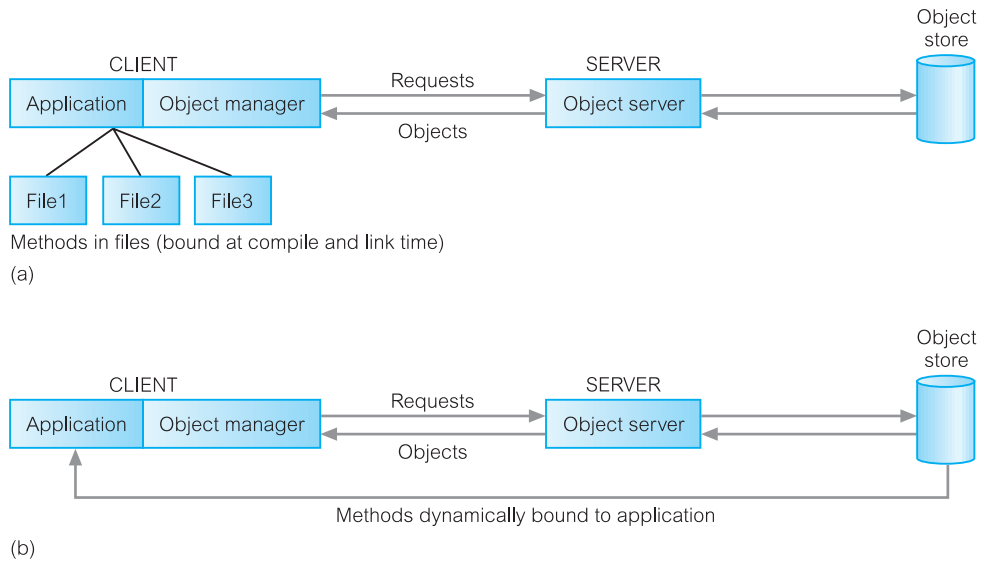 Object
store
CLIENT
SERVER
Requests
Application
Object manager
Object server
Objects
File1
File2
File3
Methods in files (bound at compile and link time)
(a)
Object
store
CLIENT
SERVER
Requests
Application
Object manager
Object server
Objects
Methods dynamically bound to application
(b)